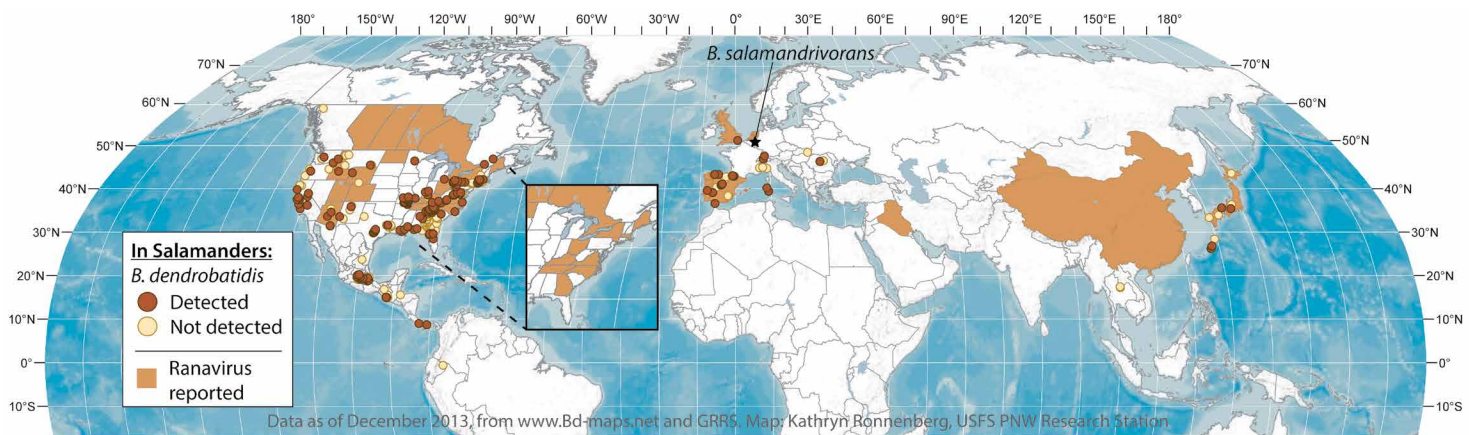 180° 150°W 120°W 90°W 60°W 30°W 0° 30°E 60°E 90°E 120°E 150°E 180°
B. salamandrivorans
70°N 70°N
60°N 60°N
50°N 50°N
40°N 40°N
30°N 30°N
In Salamanders:
B. dendrobatidis
Detected
Not detected
Ranavirus
reported
20°N 20°N
10°N 10°N
0° 0°
10°S 10°S
Data as of December 2013, from www.Bd-maps.net and GRRS. Map: Kathryn Ronnenberg, USFS PNW Research Station